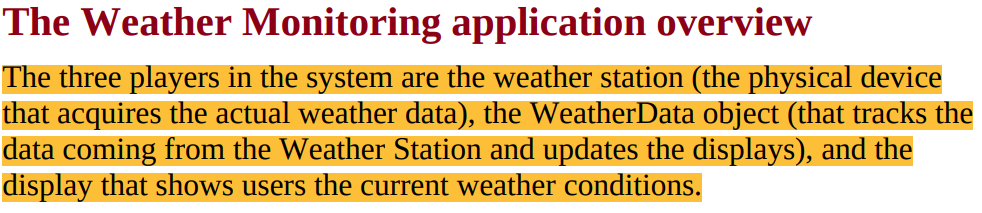 The Weather Monitoring application overview
The three players in the system are the weather station (the physical device
that acquires the actual weather data), the WeatherData object (that tracks the
data coming from the Weather Station and updates the displays), and the
display that shows users the current weather conditions.